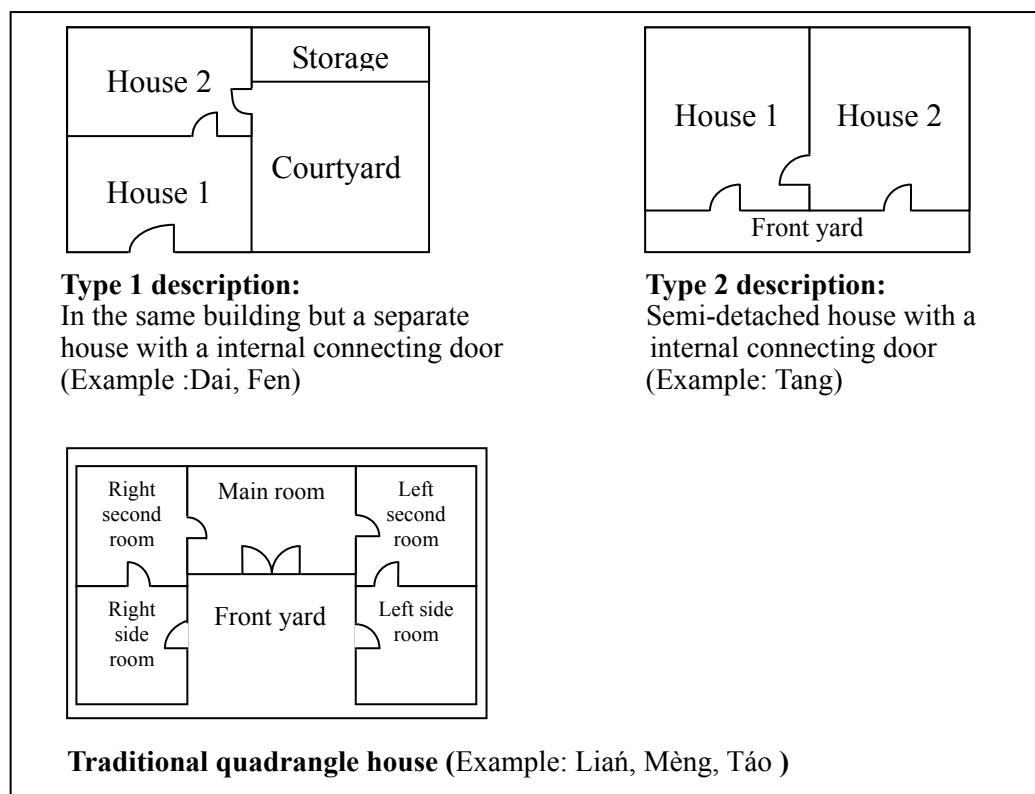 Storage
House 2
House 1
Courtyard
House 1
House 2
Front yard
Type 1 description:
In the same building but a separate
house with a internal connecting door
(Example :Dai, Fen)
Type 2 description:
Semi-detached house with a
internal connecting door
(Example: Tang)
Right
second
room
Main room
Left
second
room
Right
side
room
Front yard
Left side
room
Traditional quadrangle house (Example: Liań, Mèng, Táo )